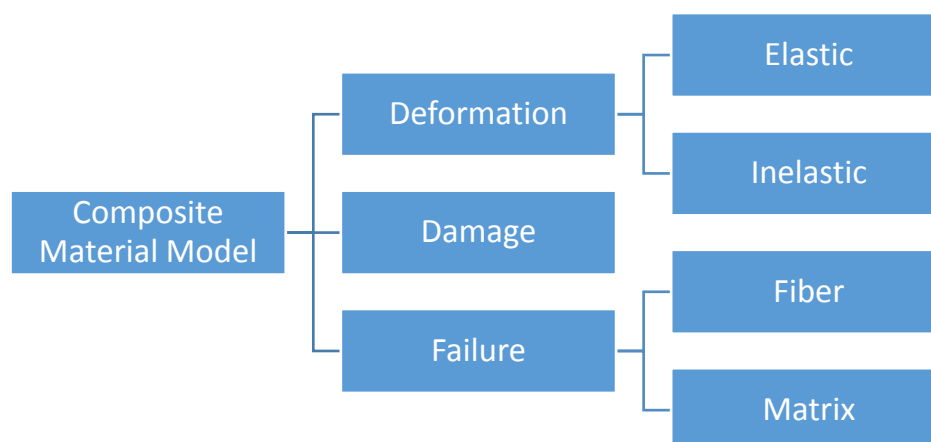 Composite
Material Model
Deformation
Damage
Failure
Elastic
Inelastic
Fiber
Matrix